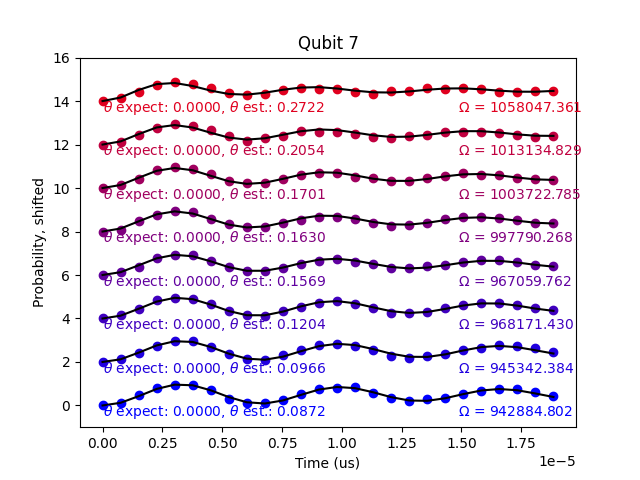 Qubit 7
16
14
12
10
8
6
4
2
0
Probability, shifted
θ expect: 0.0000, θ est.: 0.2722 Ω = 1058047.361
θ expect: 0.0000, θ est.: 0.2054 Ω = 1013134.829
θ expect: 0.0000, θ est.: 0.1701 Ω = 1003722.785
θ expect: 0.0000, θ est.: 0.1630 Ω = 997790.268
θ expect: 0.0000, θ est.: 0.1569 Ω = 967059.762
θ expect: 0.0000, θ est.: 0.1204 Ω = 968171.430
θ expect: 0.0000, θ est.: 0.0966 Ω = 945342.384
θ expect: 0.0000, θ est.: 0.0872 Ω = 942884.802
0.00 0.25 0.50 0.75 1.00 1.25 1.50 1.75
1e−5
Time (us)